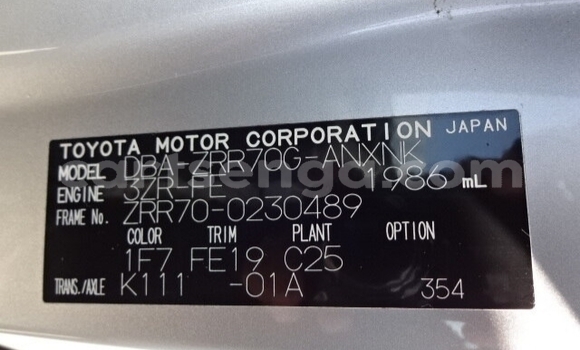 TOYOTA MOTOR CORPORATION JAPAN
MODEL DBA-ZRR70G-ANXNK
ENGINE 3ZR-FE 1986 mL
FRAME No. ZRR70-0230489
COLOR TRIM PLANT OPTION
1F7 FE19 C25
TRANS./AXLE K111 -01A 354